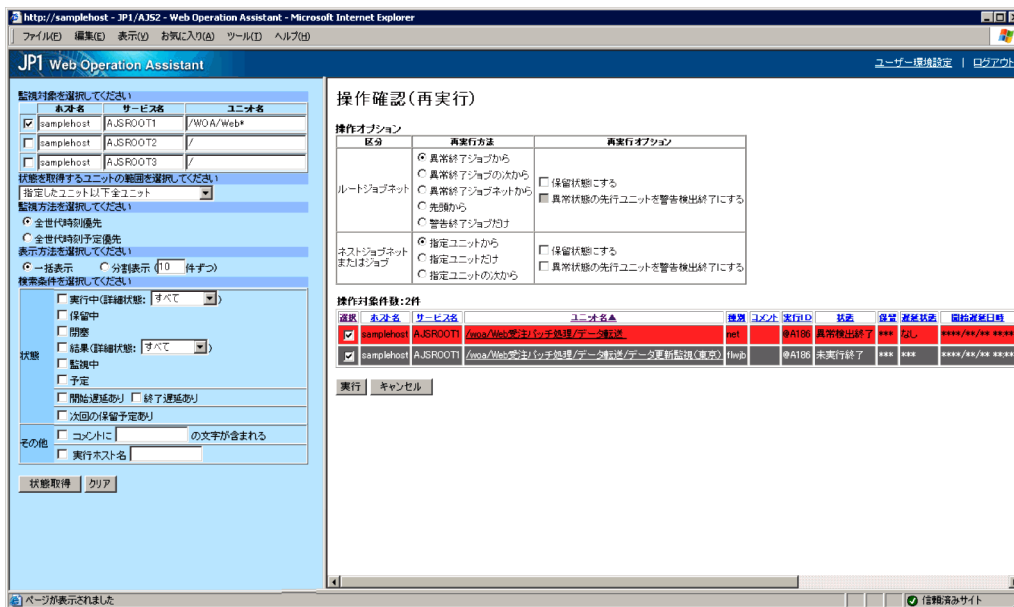 http://samplehost - JP1/AJS2 - Web Operation Assistant - Microsoft Internet Explorer
ファイル(F) 編集(E) 表示(V) お気に入り(A) ツール(T) ヘルプ(H)
JP1 Web Operation Assistant
ユーザー環境設定 | ログアウト
監視対象を選択してください
ホスト名 サービス名 ユニット名
samplehost AJSROOT1 /WOA/Web*
samplehost AJSROOT2 /
samplehost AJSROOT3 /
状態を取得するユニットの範囲を選択してください
指定したユニット以下全ユニット
監視方法を選択してください
全世代時刻優先
全世代時刻予定優先
表示方法を選択してください
一括表示 分割表示 (10 件ずつ)
検索条件を選択してください
状態
実行中(詳細状態: すべて )
保留中
閉塞
結果(詳細状態: すべて )
監視中
予定
開始遅延あり 終了遅延あり
次回の保留予定あり
その他
コメントに の文字が含まれる
実行ホスト名
状態取得 クリア
操作確認(再実行)
操作オプション
区分 再実行方法 再実行オプション
ルートジョブネット
異常終了ジョブから
異常終了ジョブの次から
異常終了ジョブネットから
先頭から
警告終了ジョブだけ
保留状態にする
異常状態の先行ユニットを警告検出終了にする
ネストジョブネット
またはジョブ
指定ユニットから
指定ユニットだけ
指定ユニットの次から
保留状態にする
異常状態の先行ユニットを警告検出終了にする
操作対象件数:2件
選択 ホスト名 サービス名 ユニット名▲ 種別 コメント 実行ID 状態 保留 遅延状態 開始遅延日時
samplehost AJSROOT1 /woa/Web受注バッチ処理/データ転送 net @A186 異常検出終了 *** なし ****/**/** **:**
samplehost AJSROOT1 /woa/Web受注バッチ処理/データ転送/データ更新監視(東京) flwjb @A186 未実行終了 *** *** ****/**/** **:**
実行 キャンセル
ページが表示されました
信頼済みサイト